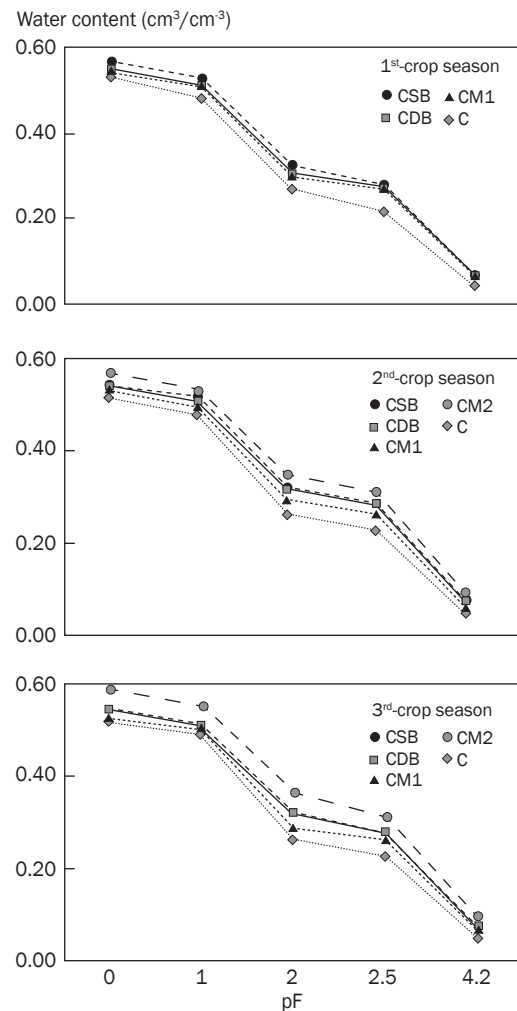 Water content (cm³/cm⁻³)
0.60
0.40
0.20
0.00
1st-crop season
CSB CM1
CDB C
0.60
0.40
0.20
0.00
2nd-crop season
CSB CM2
CDB C
CM1
0.60
0.40
0.20
0.00
3rd-crop season
CSB CM2
CDB C
CM1
0 1 2 2.5 4.2
pF